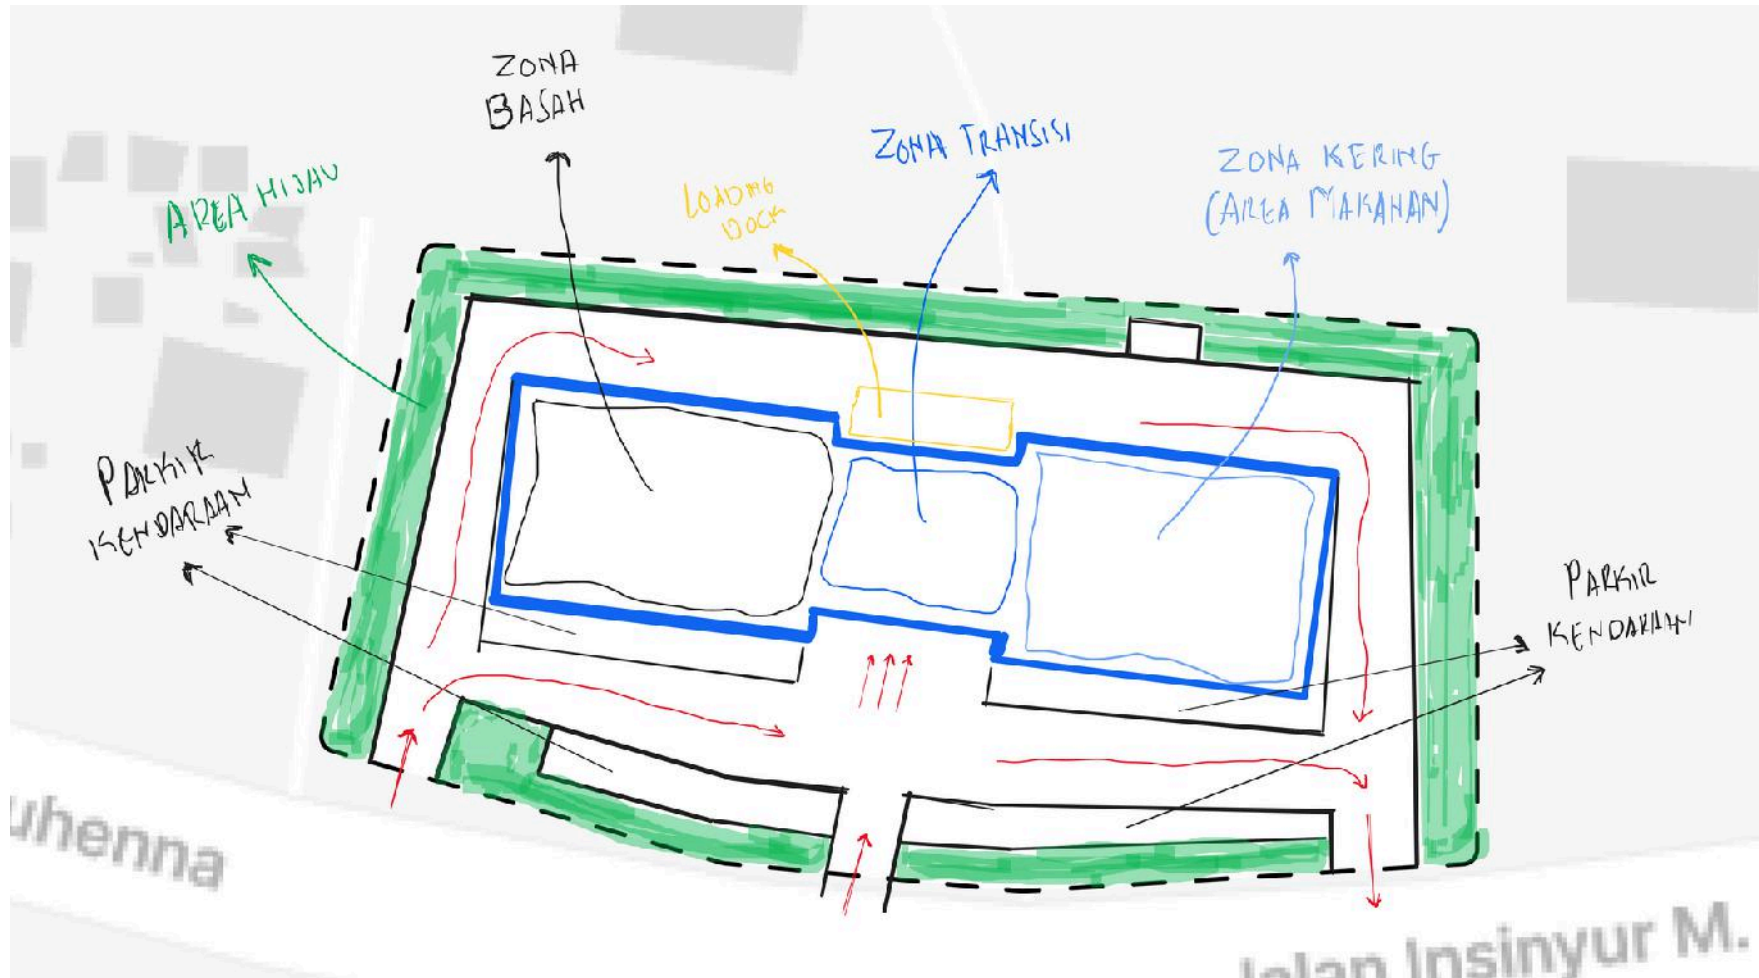 ZONA
BASAH
ZONA TRANSISI
ZONA KERING
(AREA MAKANAN)
LOADING
DOCK
AREA HIJAU
PARKIR
KENDARAAN
PARKIR
KENDARAAN
uhenna
Jalan Insinyur M.